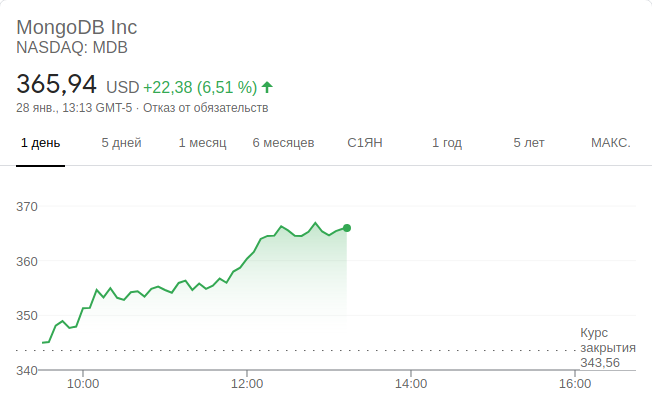 MongoDB Inc
NASDAQ: MDB
365,94 USD +22,38 (6,51 %)
28 янв., 13:13 GMT-5 · Отказ от обязательств
1 день 5 дней 1 месяц 6 месяцев С1ЯН 1 год 5 лет МАКС.
370
360
350
Курс
закрытия
343,56
340
10:00 12:00 14:00 16:00